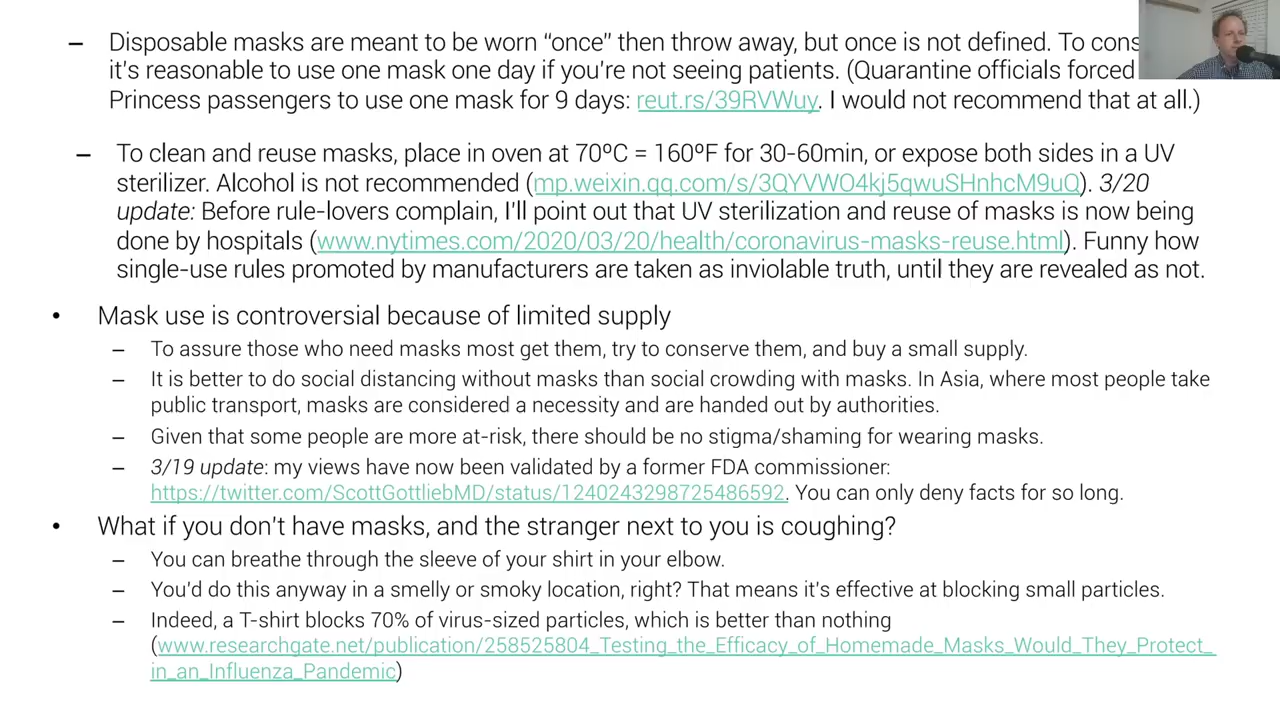 – Disposable masks are meant to be worn “once” then throw away, but once is not defined. To cons
it’s reasonable to use one mask one day if you’re not seeing patients. (Quarantine officials forced
Princess passengers to use one mask for 9 days: reut.rs/39RVWuy. I would not recommend that at all.)
– To clean and reuse masks, place in oven at 70ºC = 160ºF for 30-60min, or expose both sides in a UV
sterilizer. Alcohol is not recommended (mp.weixin.qq.com/s/3QYVWO4kj5qwuSHnhcM9uQ). 3/20
update: Before rule-lovers complain, I’ll point out that UV sterilization and reuse of masks is now being
done by hospitals (www.nytimes.com/2020/03/20/health/coronavirus-masks-reuse.html). Funny how
single-use rules promoted by manufacturers are taken as inviolable truth, until they are revealed as not.
• Mask use is controversial because of limited supply
– To assure those who need masks most get them, try to conserve them, and buy a small supply.
– It is better to do social distancing without masks than social crowding with masks. In Asia, where most people take
public transport, masks are considered a necessity and are handed out by authorities.
– Given that some people are more at-risk, there should be no stigma/shaming for wearing masks.
– 3/19 update: my views have now been validated by a former FDA commissioner:
https://twitter.com/ScottGottliebMD/status/1240243298725486592. You can only deny facts for so long.
• What if you don’t have masks, and the stranger next to you is coughing?
– You can breathe through the sleeve of your shirt in your elbow.
– You’d do this anyway in a smelly or smoky location, right? That means it’s effective at blocking small particles.
– Indeed, a T-shirt blocks 70% of virus-sized particles, which is better than nothing
(www.researchgate.net/publication/258525804_Testing_the_Efficacy_of_Homemade_Masks_Would_They_Protect_
in_an_Influenza_Pandemic)